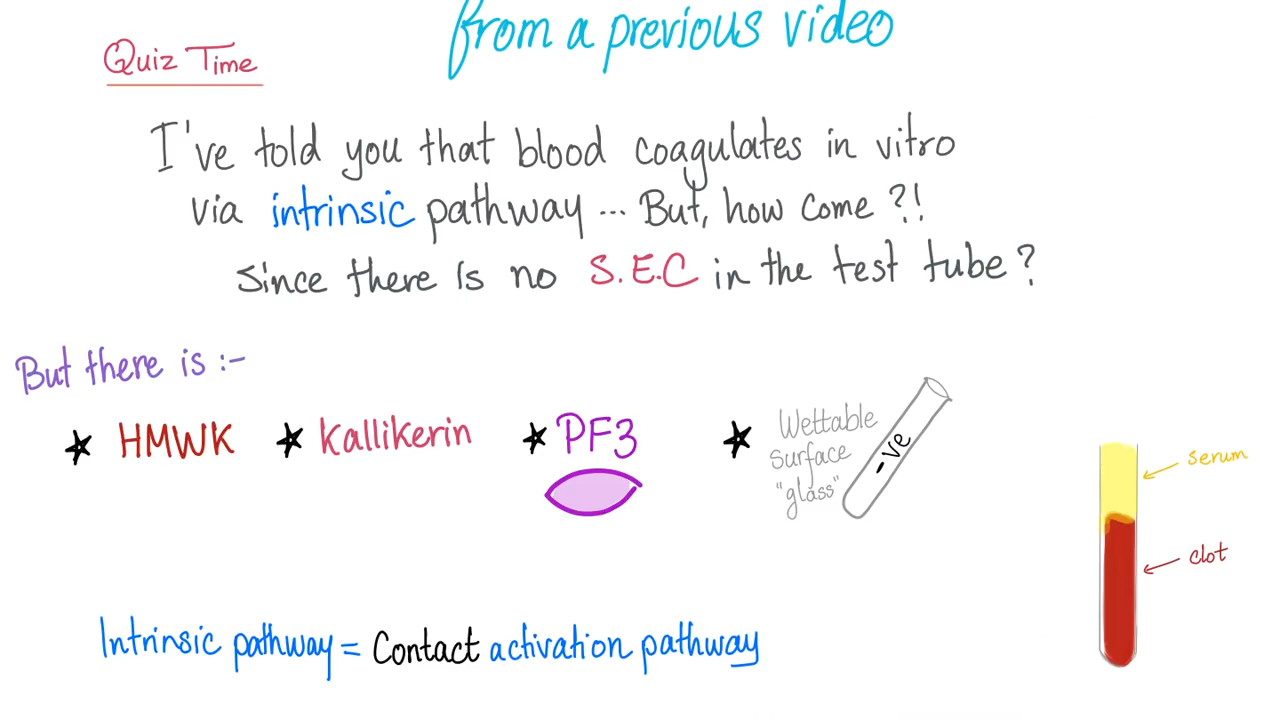 from a previous video
Quiz Time
I've told you that blood coagulates in vitro
via intrinsic pathway ... But, how come ?!
Since there is no S.E.C in the test tube ?
But there is :-
★ HMWK ★ Kallikerin ★ PF3 ★ Wettable
Surface
"glass"
-ve
serum
clot
Intrinsic pathway = Contact activation pathway